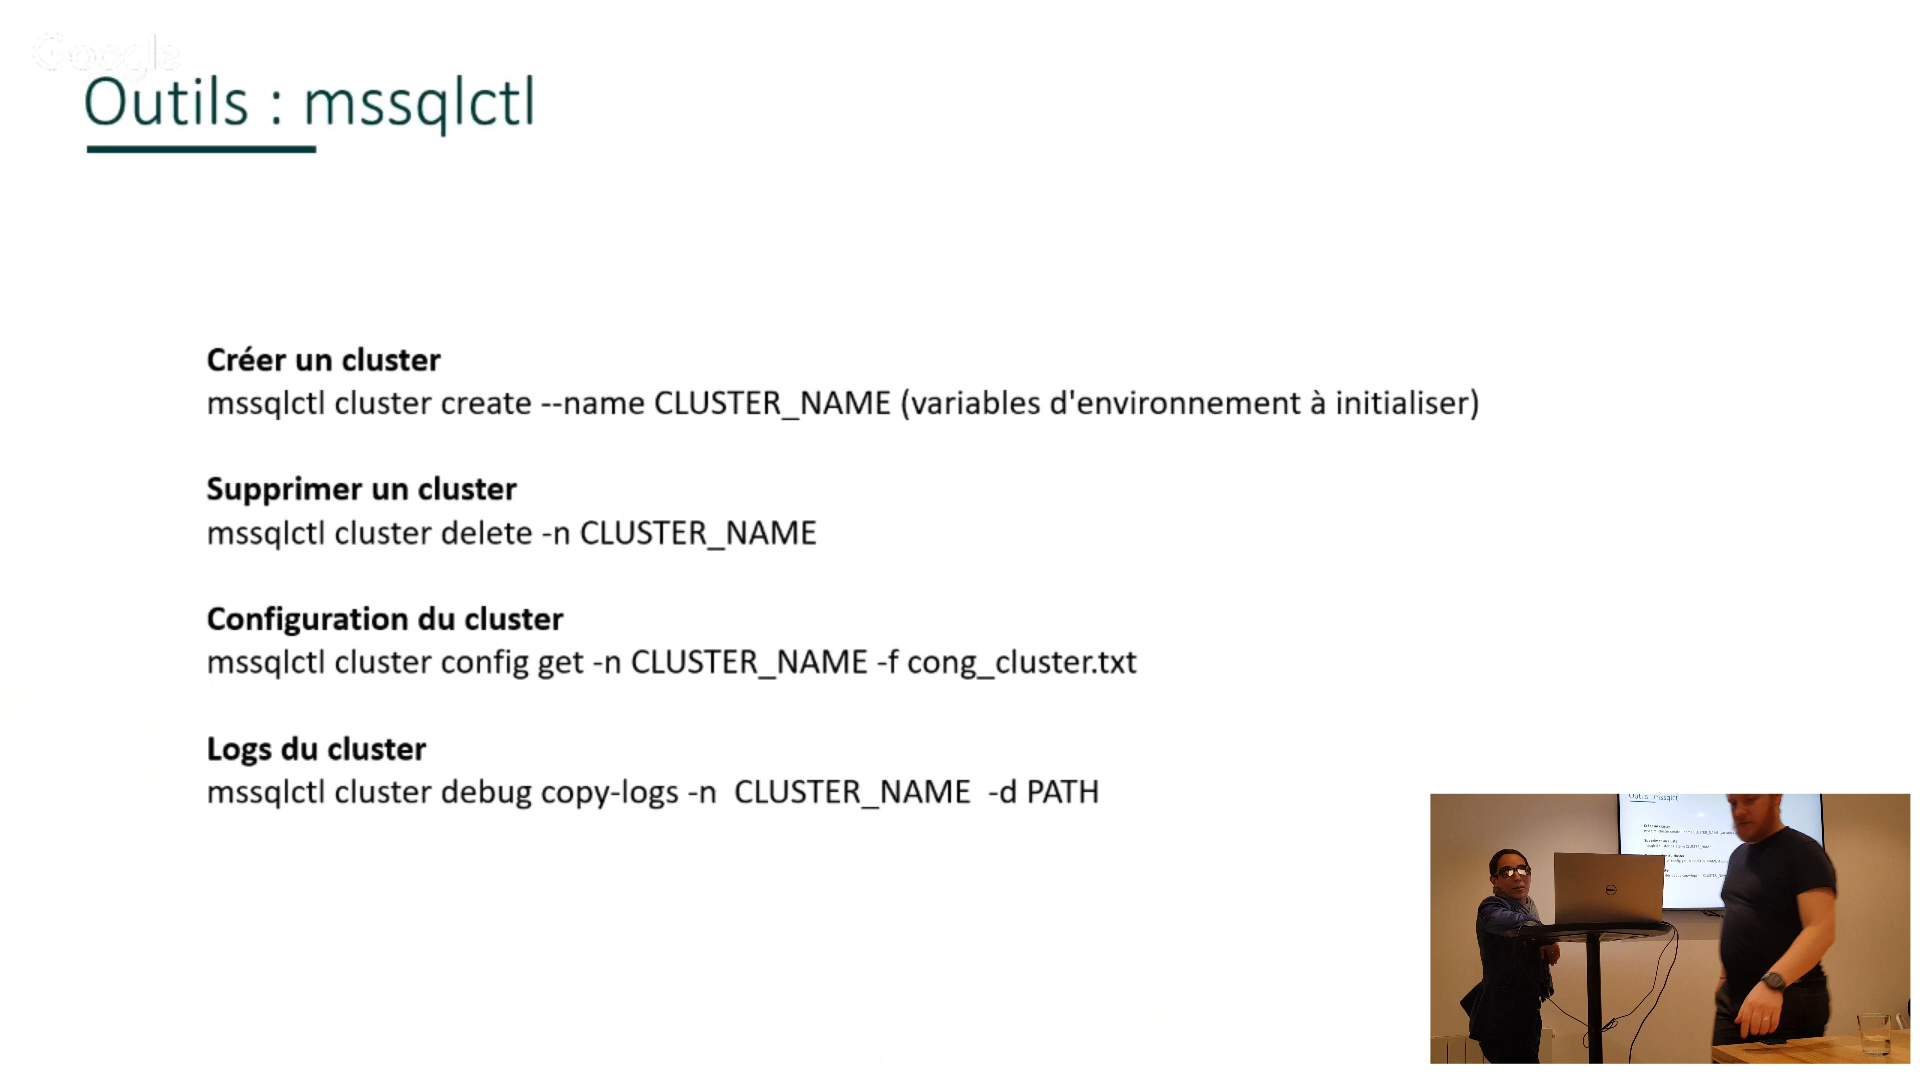 Google
Outils : mssqlctl
Créer un cluster
mssqlctl cluster create --name CLUSTER_NAME (variables d'environnement à initialiser)
Supprimer un cluster
mssqlctl cluster delete -n CLUSTER_NAME
Configuration du cluster
mssqlctl cluster config get -n CLUSTER_NAME -f cong_cluster.txt
Logs du cluster
mssqlctl cluster debug copy-logs -n  CLUSTER_NAME  -d PATH